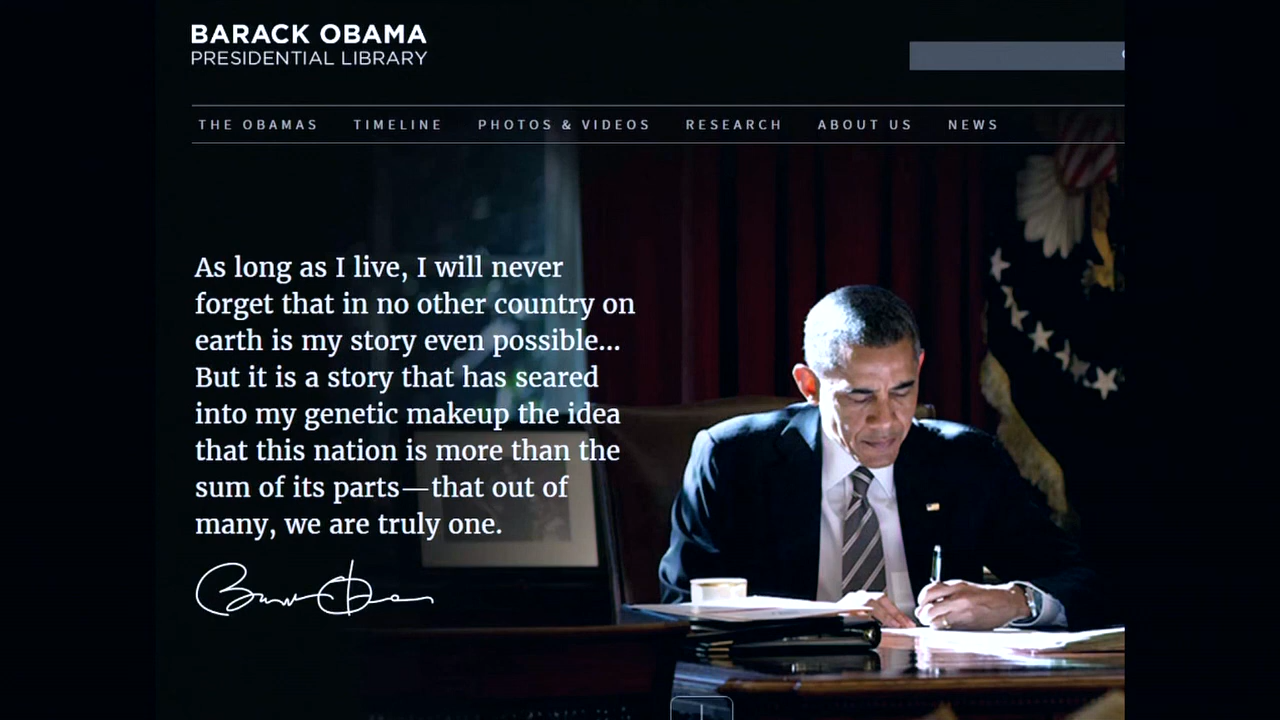 BARACK OBAMA
PRESIDENTIAL LIBRARY
THE OBAMAS TIMELINE PHOTOS & VIDEOS RESEARCH ABOUT US NEWS
As long as I live, I will never
forget that in no other country on
earth is my story even possible...
But it is a story that has seared
into my genetic makeup the idea
that this nation is more than the
sum of its parts—that out of
many, we are truly one.